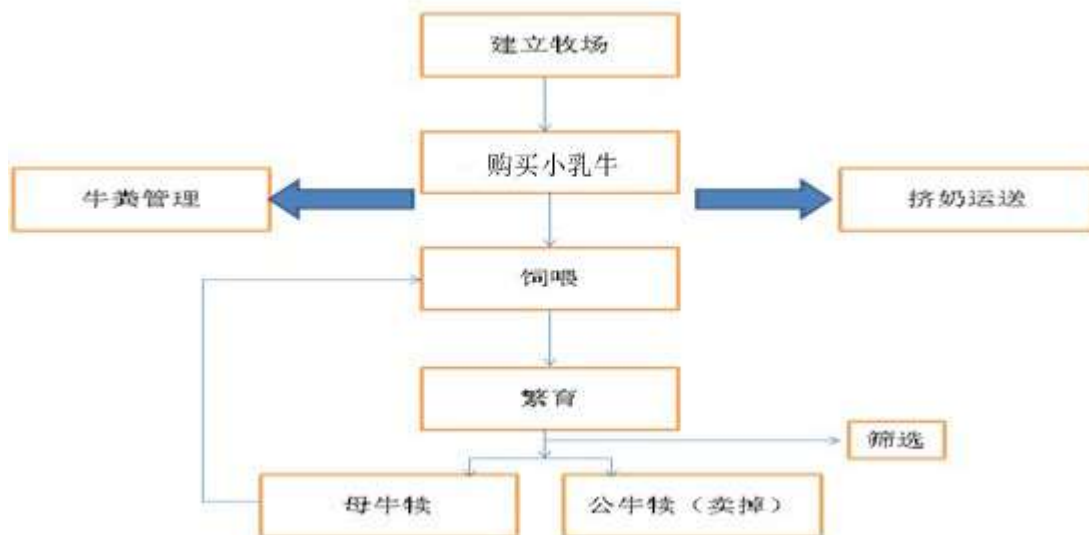 建立牧场
购买小乳牛
牛粪管理
挤奶运送
饲喂
繁育
筛选
母牛犊
公牛犊（卖掉）